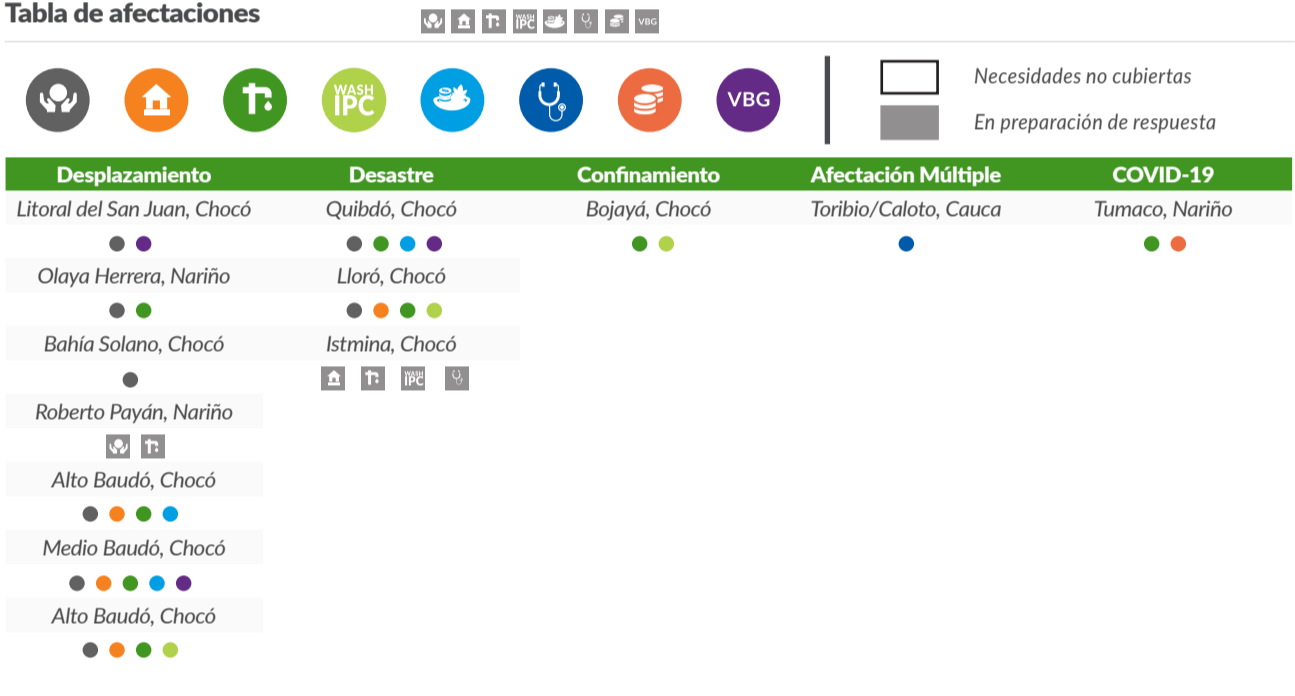 Tabla de afectaciones
WASH
IPC
VBG
WASH
IPC
VBG
Necesidades no cubiertas
En preparación de respuesta
Desplazamiento Desastre Confinamiento Afectación Múltiple COVID-19
Litoral del San Juan, Chocó Quibdó, Chocó Bojayá, Chocó Toribio/Caloto, Cauca Tumaco, Nariño
Olaya Herrera, Nariño Lloró, Chocó
Bahía Solano, Chocó Istmina, Chocó
WASH
IPC
Roberto Payán, Nariño
Alto Baudó, Chocó
Medio Baudó, Chocó
Alto Baudó, Chocó